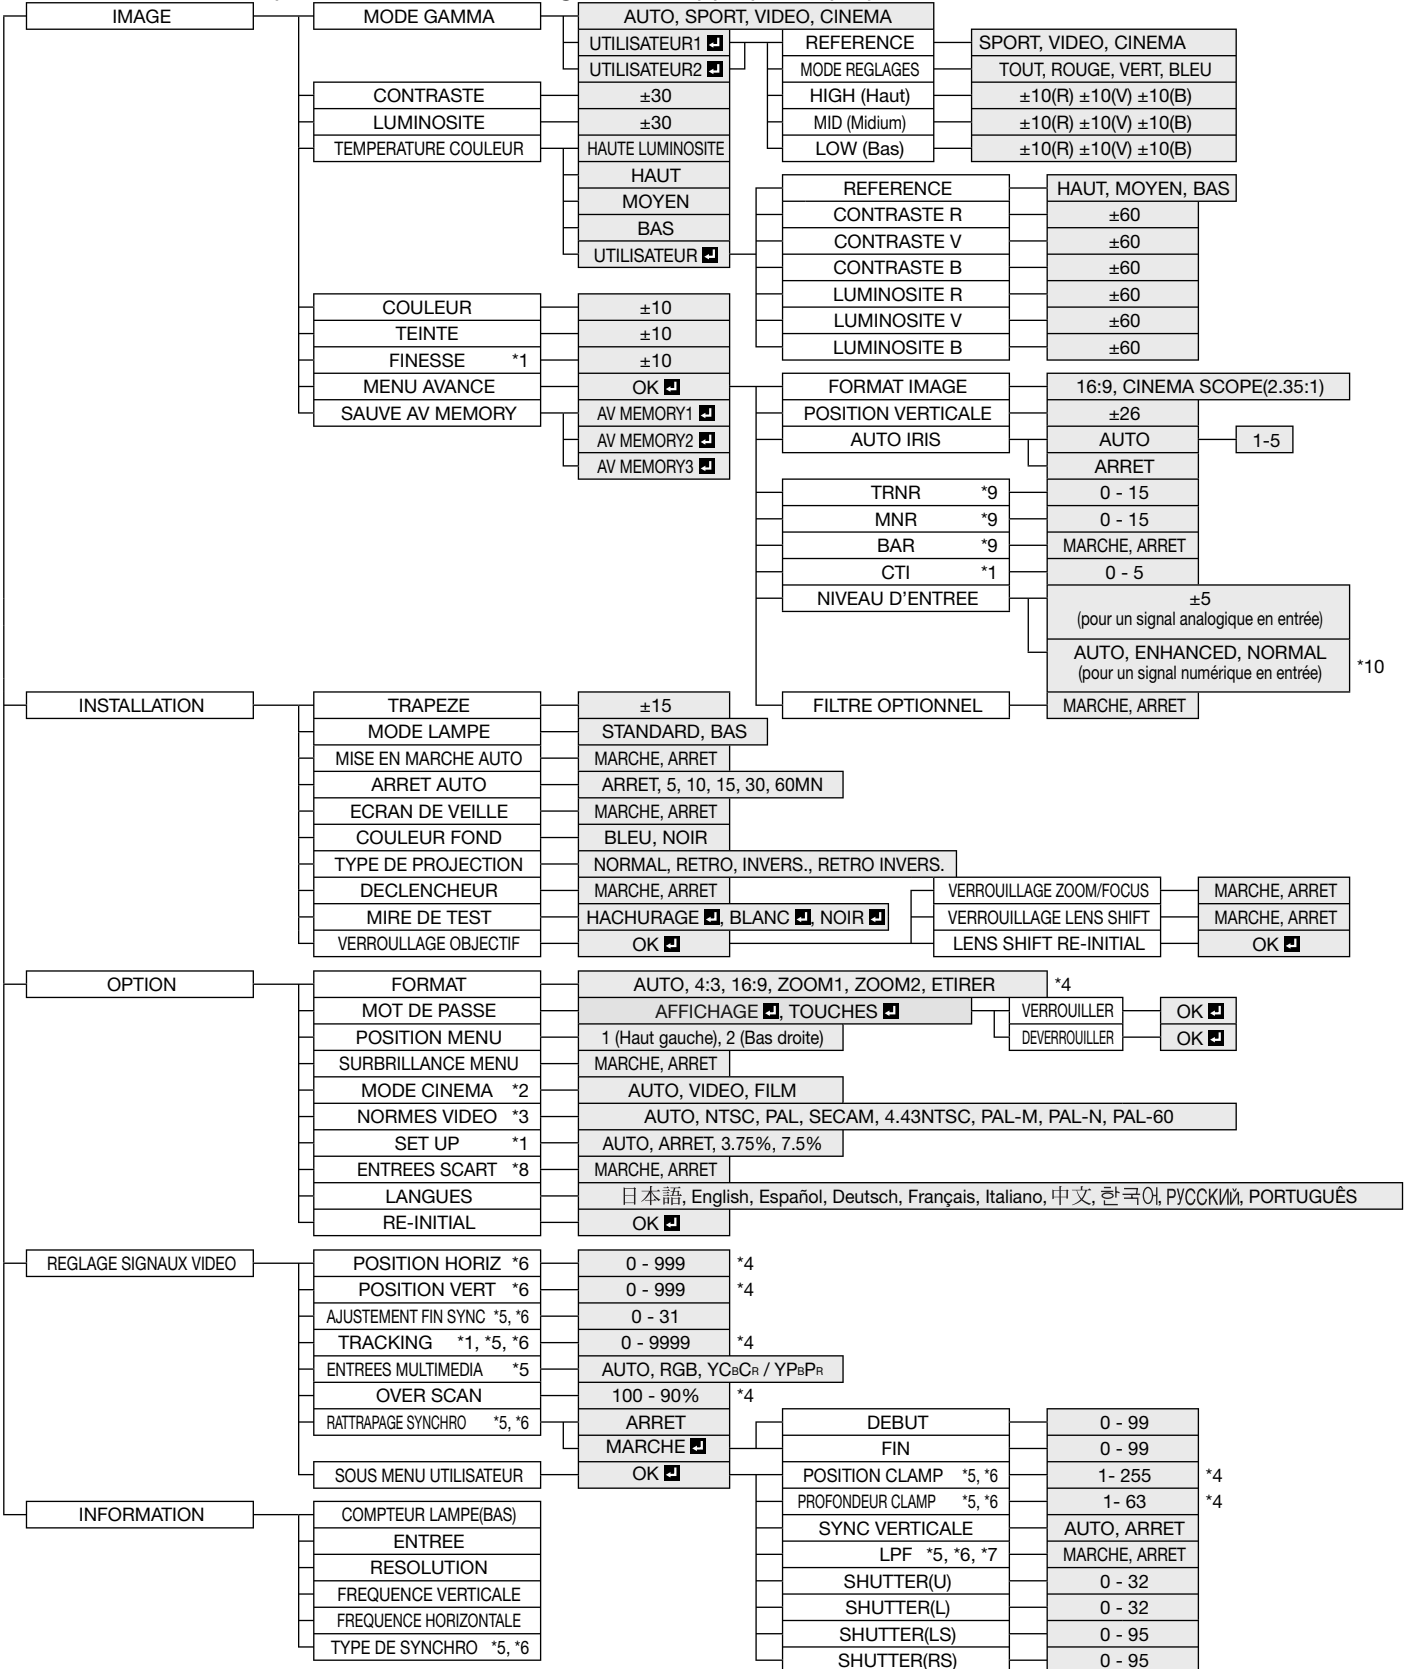 IMAGE MODE GAMMA AUTO, SPORT, VIDEO, CINEMA
UTILISATEUR1 REFERENCE SPORT, VIDEO, CINEMA
UTILISATEUR2 MODE REGLAGES TOUT, ROUGE, VERT, BLEU
CONTRASTE ±30 HIGH (Haut) ±10(R) ±10(V) ±10(B)
LUMINOSITE ±30 MID (Midium) ±10(R) ±10(V) ±10(B)
TEMPERATURE COULEUR HAUTE LUMINOSITE LOW (Bas) ±10(R) ±10(V) ±10(B)
HAUT
REFERENCE HAUT, MOYEN, BAS
MOYEN
CONTRASTE R ±60
BAS
CONTRASTE V ±60
UTILISATEUR
CONTRASTE B ±60
LUMINOSITE R ±60
COULEUR ±10
LUMINOSITE V ±60
TEINTE ±10
LUMINOSITE B ±60
FINESSE *1 ±10
MENU AVANCE OK FORMAT IMAGE 16:9, CINEMA SCOPE(2.35:1)
SAUVE AV MEMORY AV MEMORY1 POSITION VERTICALE ±26
AV MEMORY2 AUTO IRIS AUTO 1-5
AV MEMORY3 ARRET
TRNR *9 0 - 15
MNR *9 0 - 15
BAR *9 MARCHE, ARRET
CTI *1 0 - 5
NIVEAU D'ENTREE ±5
(pour un signal analogique en entrée)
AUTO, ENHANCED, NORMAL
(pour un signal numérique en entrée) *10
INSTALLATION TRAPEZE ±15 FILTRE OPTIONNEL MARCHE, ARRET
MODE LAMPE STANDARD, BAS
MISE EN MARCHE AUTO MARCHE, ARRET
ARRET AUTO ARRET, 5, 10, 15, 30, 60MN
ECRAN DE VEILLE MARCHE, ARRET
COULEUR FOND BLEU, NOIR
TYPE DE PROJECTION NORMAL, RETRO, INVERS., RETRO INVERS.
DECLENCHEUR MARCHE, ARRET VERROUILLAGE ZOOM/FOCUS MARCHE, ARRET
MIRE DE TEST HACHURAGE , BLANC , NOIR VERROUILLAGE LENS SHIFT MARCHE, ARRET
VERROULLAGE OBJECTIF OK LENS SHIFT RE-INITIAL OK
OPTION FORMAT AUTO, 4:3, 16:9, ZOOM1, ZOOM2, ETIRER *4
MOT DE PASSE AFFICHAGE , TOUCHES VERROUILLER OK
POSITION MENU 1 (Haut gauche), 2 (Bas droite) DEVERROUILLER OK
SURBRILLANCE MENU MARCHE, ARRET
MODE CINEMA *2 AUTO, VIDEO, FILM
NORMES VIDEO *3 AUTO, NTSC, PAL, SECAM, 4.43NTSC, PAL-M, PAL-N, PAL-60
SET UP *1 AUTO, ARRET, 3.75%, 7.5%
ENTREES SCART *8 MARCHE, ARRET
LANGUES 日本語, English, Español, Deutsch, Français, Italiano, 中文, 한국어, РУССКИЙ, PORTUGUÊS
RE-INITIAL OK
REGLAGE SIGNAUX VIDEO POSITION HORIZ *6 0 - 999 *4
POSITION VERT *6 0 - 999 *4
AJUSTEMENT FIN SYNC *5, *6 0 - 31
TRACKING *1, *5, *6 0 - 9999 *4
ENTREES MULTIMEDIA *5 AUTO, RGB, YCBCR / YPBPR
OVER SCAN 100 - 90% *4
RATTRAPAGE SYNCHRO *5, *6 ARRET DEBUT 0 - 99
MARCHE FIN 0 - 99
SOUS MENU UTILISATEUR OK POSITION CLAMP *5, *6 1- 255 *4
PROFONDEUR CLAMP *5, *6 1- 63 *4
INFORMATION COMPTEUR LAMPE(BAS)
SYNC VERTICALE AUTO, ARRET
ENTREE
LPF *5, *6, *7 MARCHE, ARRET
RESOLUTION
SHUTTER(U) 0 - 32
FREQUENCE VERTICALE
SHUTTER(L) 0 - 32
FREQUENCE HORIZONTALE
SHUTTER(LS) 0 - 95
TYPE DE SYNCHRO *5, *6
SHUTTER(RS) 0 - 95